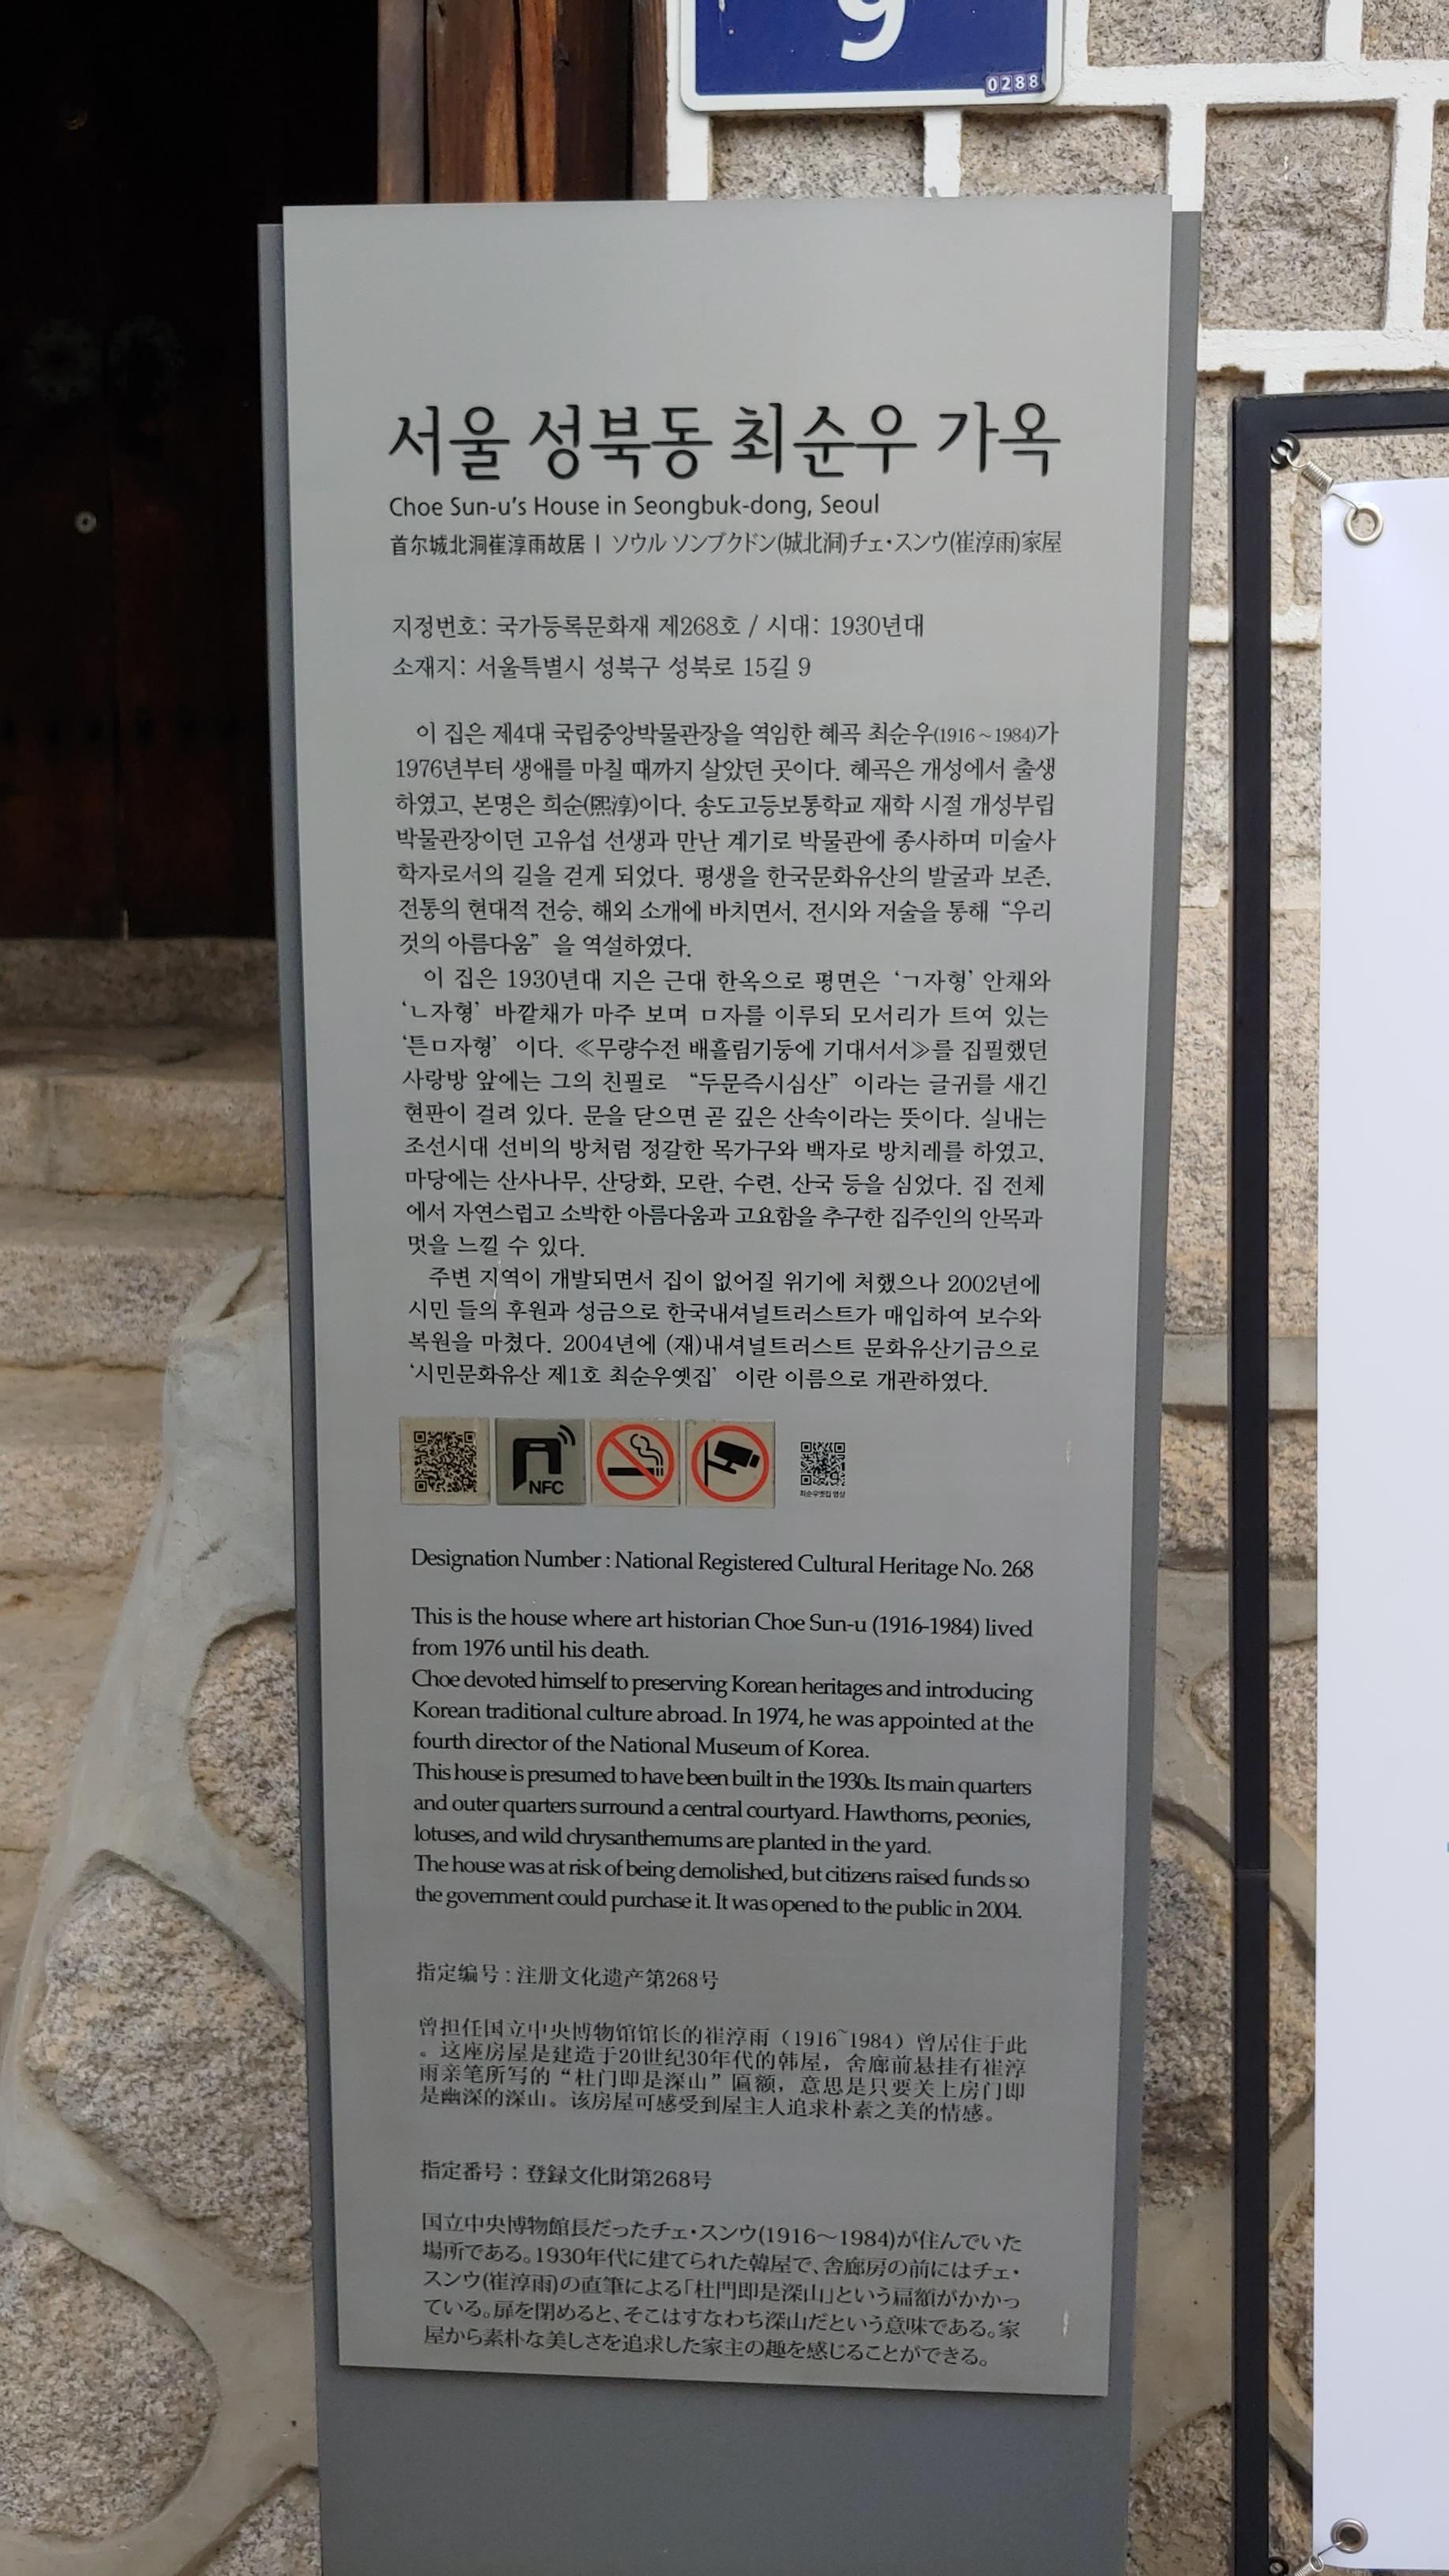 9
0288
서울 성북동 최순우 가옥
Choe Sun-u's House in Seongbuk-dong, Seoul
首尔城北洞崔淳雨故居 | ソウル ソンブクドン(城北洞)チェ・スンウ(崔淳雨)家屋
지정번호: 국가등록문화재 제268호 / 시대: 1930년대
소재지: 서울특별시 성북구 성북로 15길 9
이 집은 제4대 국립중앙박물관장을 역임한 혜곡 최순우(1916~1984)가
1976년부터 생애를 마칠 때까지 살았던 곳이다. 혜곡은 개성에서 출생
하였고, 본명은 희순(熙淳)이다. 송도고등보통학교 재학 시절 개성부립
박물관장이던 고유섭 선생과 만난 계기로 박물관에 종사하며 미술사
학자로서의 길을 걷게 되었다. 평생을 한국문화유산의 발굴과 보존,
전통의 현대적 전승, 해외 소개에 바치면서, 전시와 저술을 통해 “우리
것의 아름다움” 을 역설하였다.
이 집은 1930년대 지은 근대 한옥으로 평면은 ‘ㄱ자형’ 안채와
‘ㄴ자형’ 바깥채가 마주 보며 ㅁ자를 이루되 모서리가 트여 있는
‘튼ㅁ자형’ 이다. ≪무량수전 배흘림기둥에 기대서서≫를 집필했던
사랑방 앞에는 그의 친필로 “두문즉시심산” 이라는 글귀를 새긴
현판이 걸려 있다. 문을 닫으면 곧 깊은 산속이라는 뜻이다. 실내는
조선시대 선비의 방처럼 정갈한 목가구와 백자로 방치레를 하였고,
마당에는 산사나무, 산당화, 모란, 수련, 산국 등을 심었다. 집 전체
에서 자연스럽고 소박한 아름다움과 고요함을 추구한 집주인의 안목과
멋을 느낄 수 있다.
주변 지역이 개발되면서 집이 없어질 위기에 처했으나 2002년에
시민 들의 후원과 성금으로 한국내셔널트러스트가 매입하여 보수와
복원을 마쳤다. 2004년에 (재)내셔널트러스트 문화유산기금으로
‘시민문화유산 제1호 최순우옛집’ 이란 이름으로 개관하였다.
NFC
최순우옛집 영상
Designation Number : National Registered Cultural Heritage No. 268
This is the house where art historian Choe Sun-u (1916-1984) lived
from 1976 until his death.
Choe devoted himself to preserving Korean heritages and introducing
Korean traditional culture abroad. In 1974, he was appointed at the
fourth director of the National Museum of Korea.
This house is presumed to have been built in the 1930s. Its main quarters
and outer quarters surround a central courtyard. Hawthorns, peonies,
lotuses, and wild chrysanthemums are planted in the yard.
The house was at risk of being demolished, but citizens raised funds so
the government could purchase it. It was opened to the public in 2004.
指定编号 : 注册文化遗产第268号
曾担任国立中央博物馆馆长的崔淳雨（1916~1984）曾居住于此
。这座房屋是建造于20世纪30年代的韩屋，舍廊前悬挂有崔淳
雨亲笔所写的“杜门即是深山”匾额，意思是只要关上房门即
是幽深的深山。该房屋可感受到屋主人追求朴素之美的情感。
指定番号 : 登録文化財第268号
国立中央博物館長だったチェ・スンウ(1916〜1984)が住んでいた
場所である。1930年代に建てられた韓屋で、舎廊房の前にはチェ・
スンウ(崔淳雨)の直筆による「杜門即是深山」という扁額がかかっ
ている。扉を閉めると、そこはすなわち深山だという意味である。家
屋から素朴な美しさを追求した家主の趣を感じることができる。